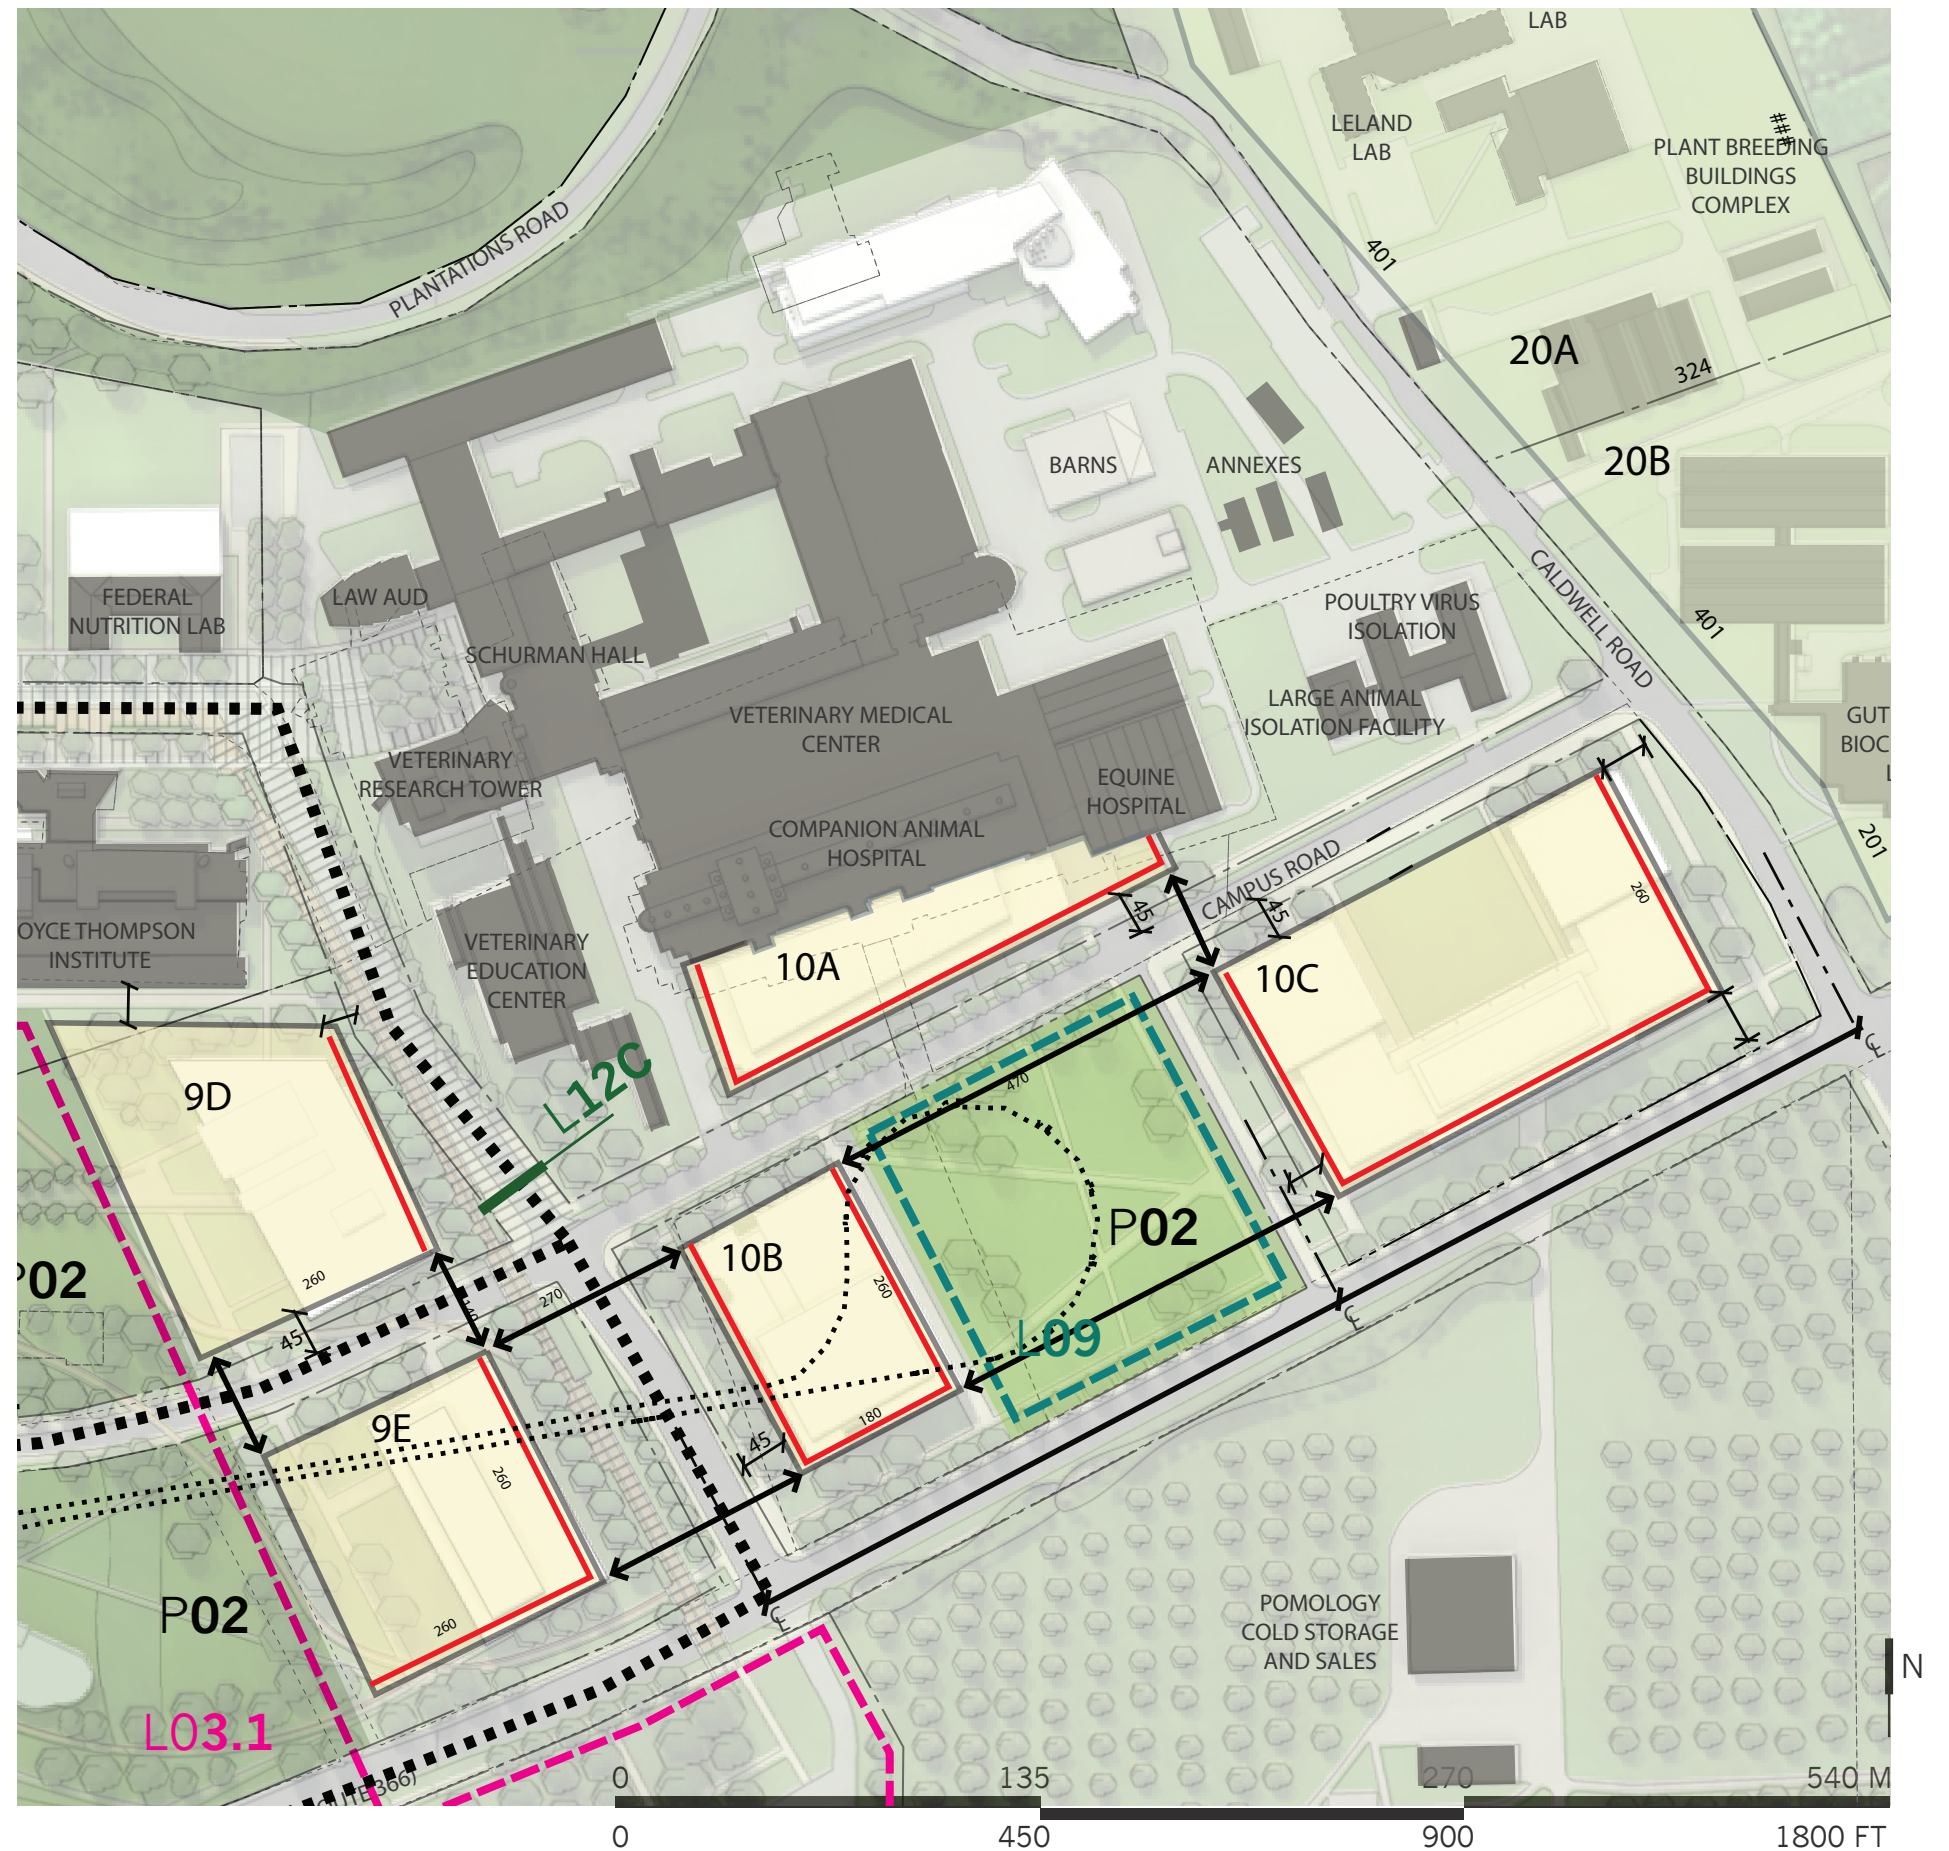 LAB
LELAND
LAB
###
PLANT BREEDING
BUILDINGS
COMPLEX
PLANTATIONS ROAD
401
20A
324
20B
BARNS
ANNEXES
CALDWELL ROAD
401
FEDERAL
NUTRITION LAB
LAW AUD
SCHURMAN HALL
POULTRY VIRUS
ISOLATION
LARGE ANIMAL
ISOLATION FACILITY
VETERINARY MEDICAL
CENTER
GUT
BIOC
L
VETERINARY
RESEARCH TOWER
EQUINE
HOSPITAL
COMPANION ANIMAL
HOSPITAL
201
CAMPUS ROAD
45
45
260
OYCE THOMPSON
INSTITUTE
VETERINARY
EDUCATION
CENTER
10A
10C
470
L12C
9D
P02
P02
10B
260
270
140
260
45
L09
180
45
9E
260
260
P02
L03.1
POMOLOGY
COLD STORAGE
AND SALES
N
OUTE 366)
0
135
270
540 M
0
450
900
1800 FT